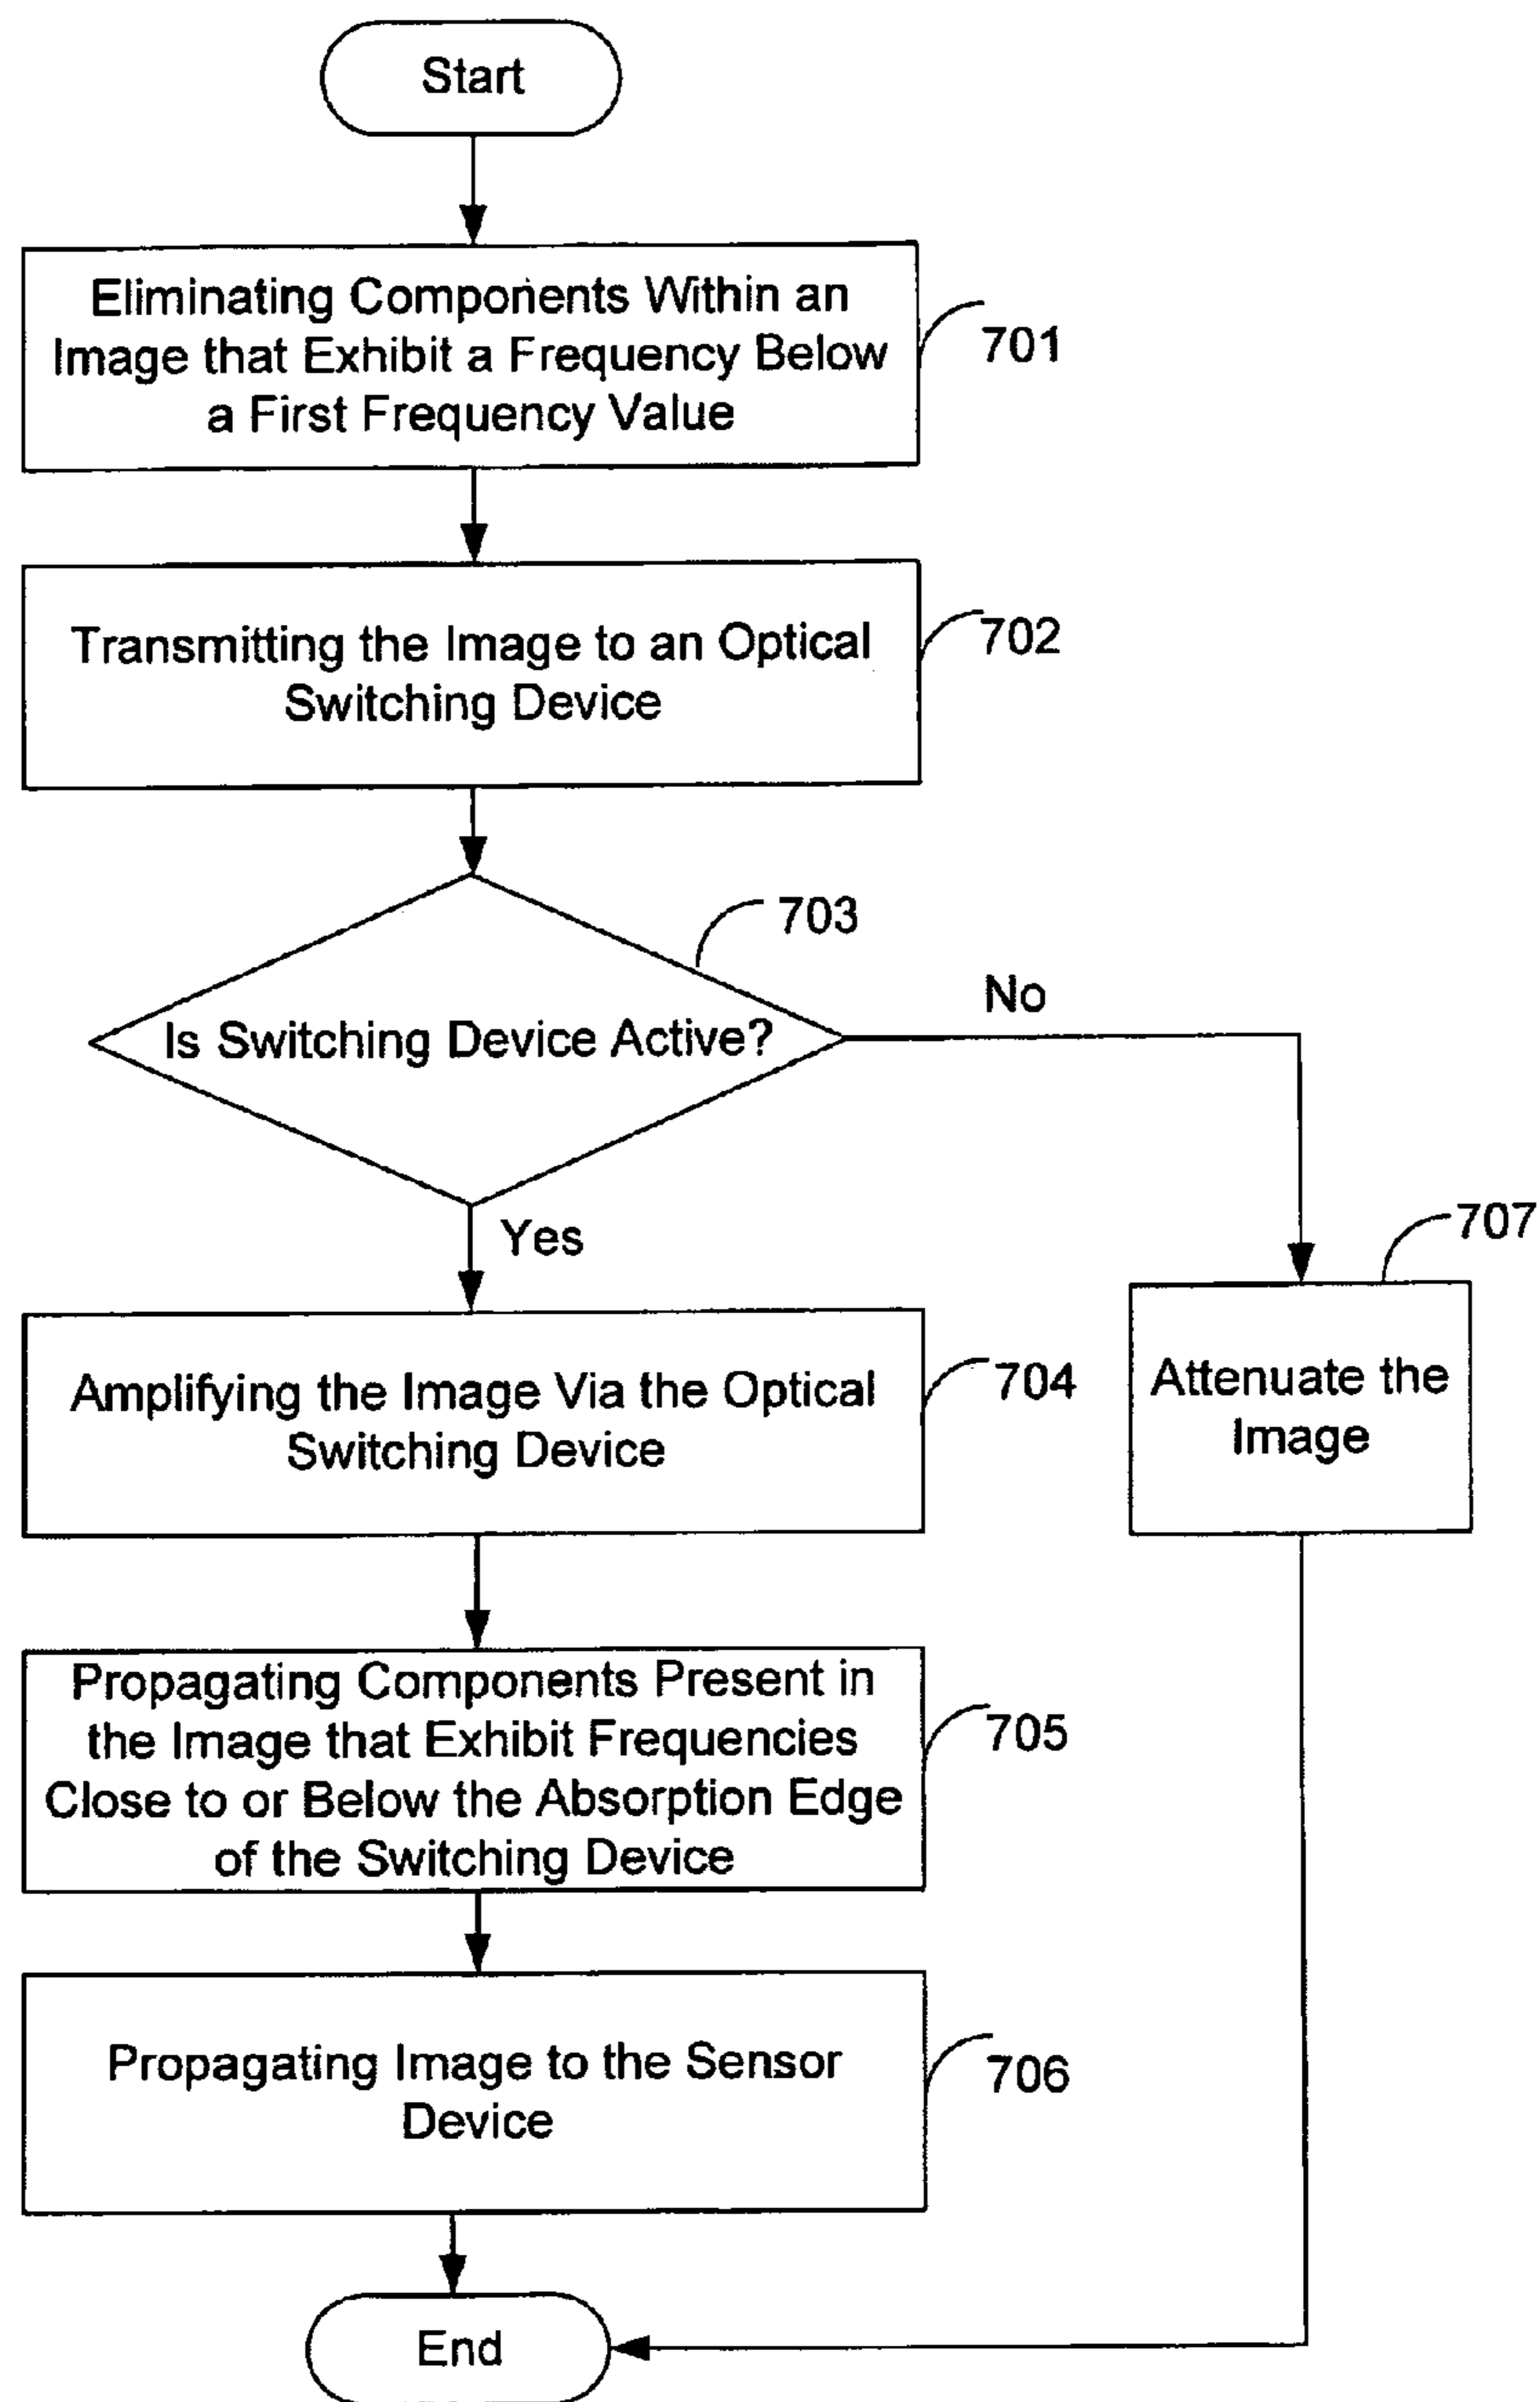 Start
Eliminating Components Within an
Image that Exhibit a Frequency Below
a First Frequency Value
701
Transmitting the Image to an Optical
Switching Device
702
703
Is Switching Device Active?
No
Yes
707
Amplifying the Image Via the Optical
Switching Device
704
Attenuate the
Image
Propagating Components Present in
the Image that Exhibit Frequencies
Close to or Below the Absorption Edge
of the Switching Device
705
Propagating Image to the Sensor
Device
706
End